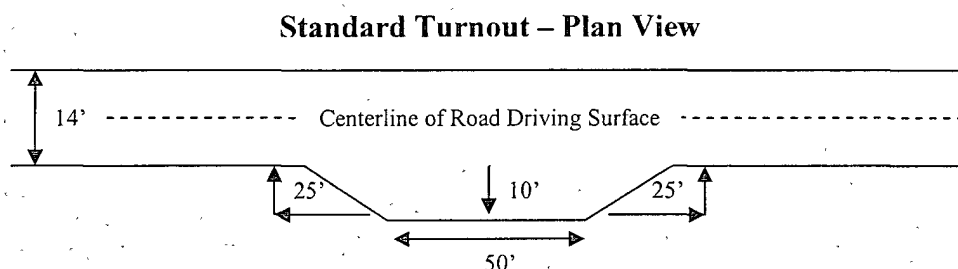 Standard Turnout – Plan View
14’
Centerline of Road Driving Surface
25’
10’
25’
50’